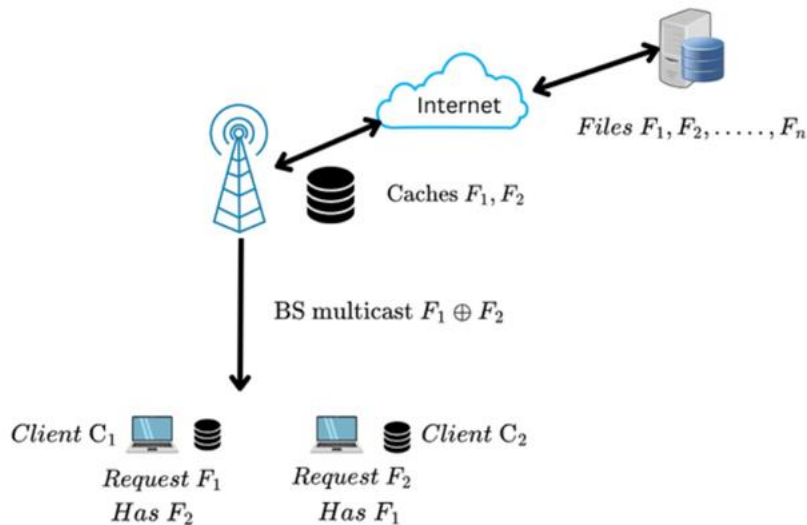 Internet
Files F₁, F₂, . . . . . , Fₙ
Caches F₁, F₂
BS multicast F₁ ⊕ F₂
Client C₁
Client C₂
Request F₁
Has F₂
Request F₂
Has F₁